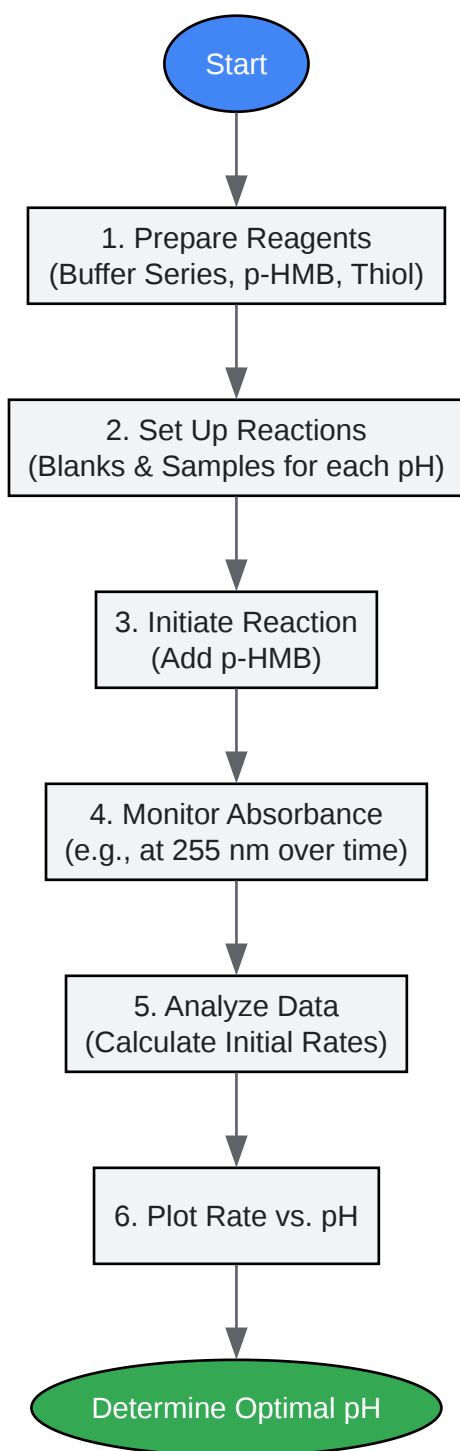 Start
1. Prepare Reagents
(Buffer Series, p-HMB, Thiol)
2. Set Up Reactions
(Blanks & Samples for each pH)
3. Initiate Reaction
(Add p-HMB)
4. Monitor Absorbance
(e.g., at 255 nm over time)
5. Analyze Data
(Calculate Initial Rates)
6. Plot Rate vs. pH
Determine Optimal pH